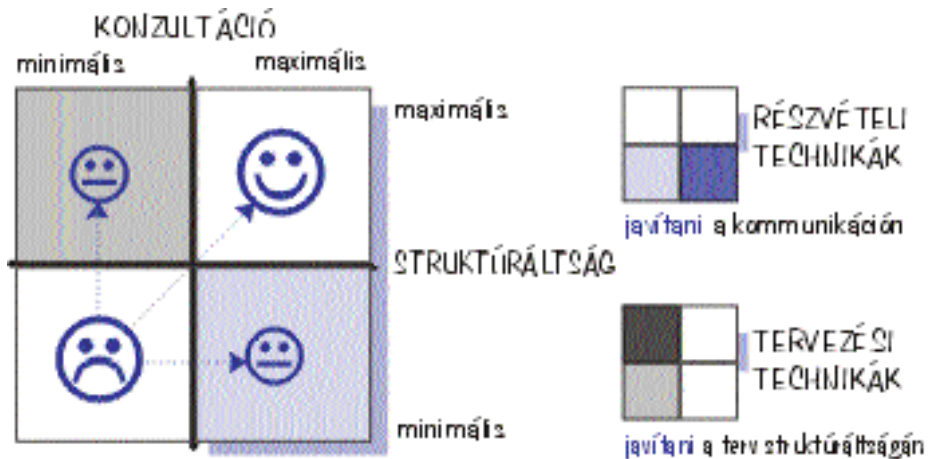 KONZULTÁCIÓ
minimális maximális
maximális
STRUKTÚRÁLTSÁG
minimális
RÉSZVÉTELI
TECHNIKÁK
javítani a kommunikáción
TERVEZÉSI
TECHNIKÁK
javítani a terv struktúráltságán